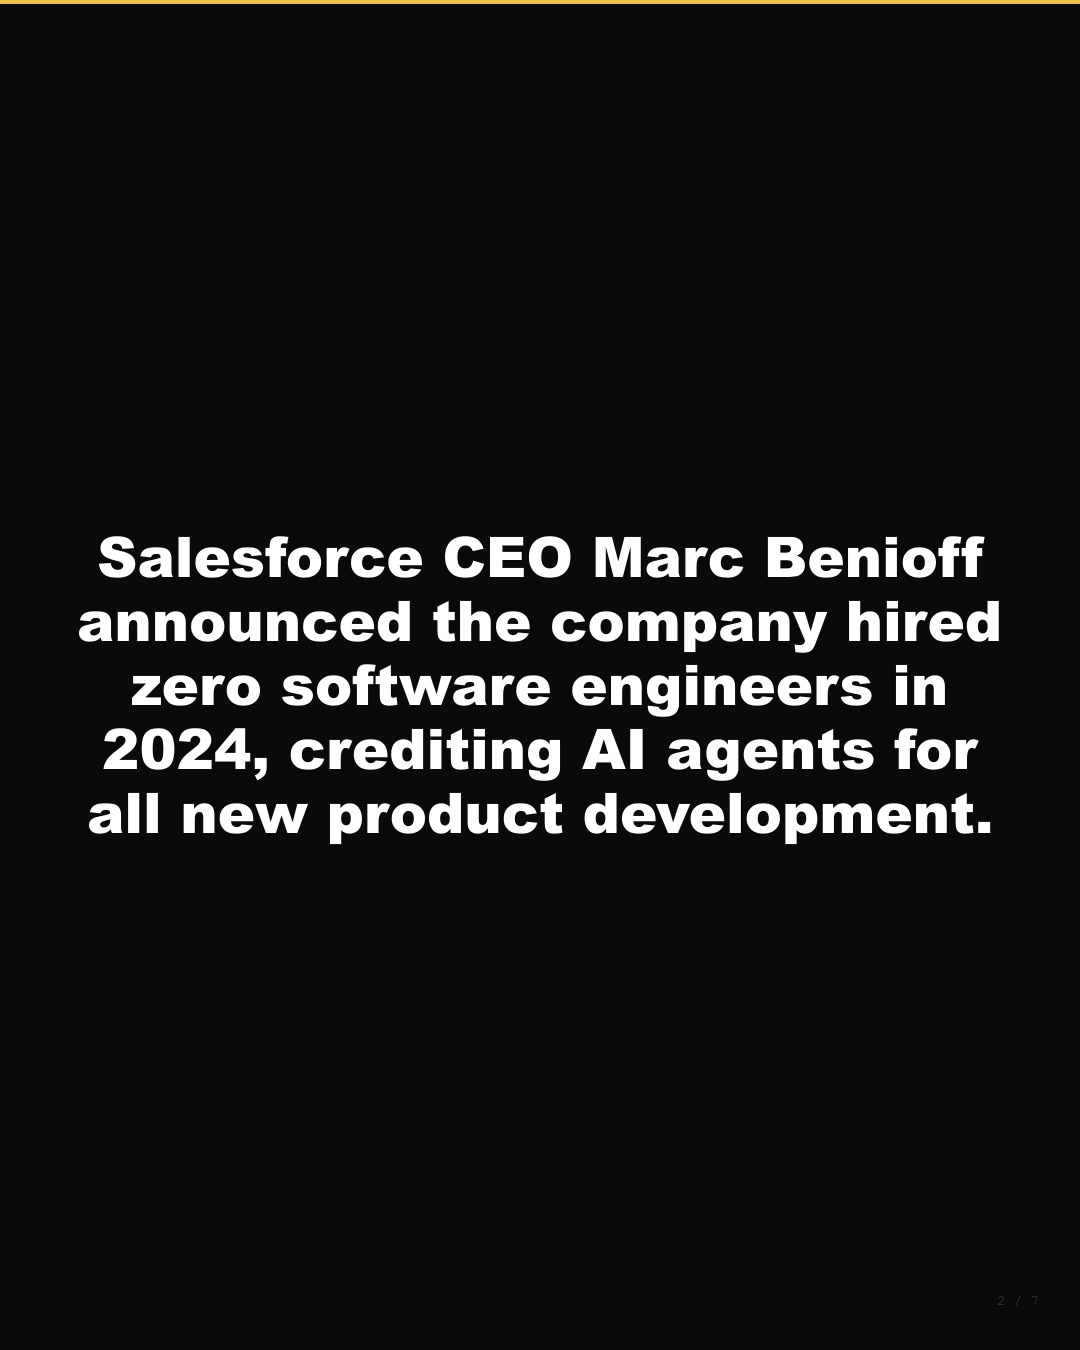 Salesforce CEO Marc Benioff
announced the company hired
zero software engineers in
2024, crediting AI agents for
all new product development.
2 / 7